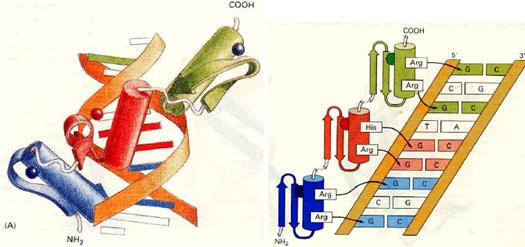 COOH
(A)
NH2
COOH
5'
3'
Arg
G C
C G
Arg
G C
His
T A
G C
Arg
G C
G C
Arg
C G
Arg
G C
NH2